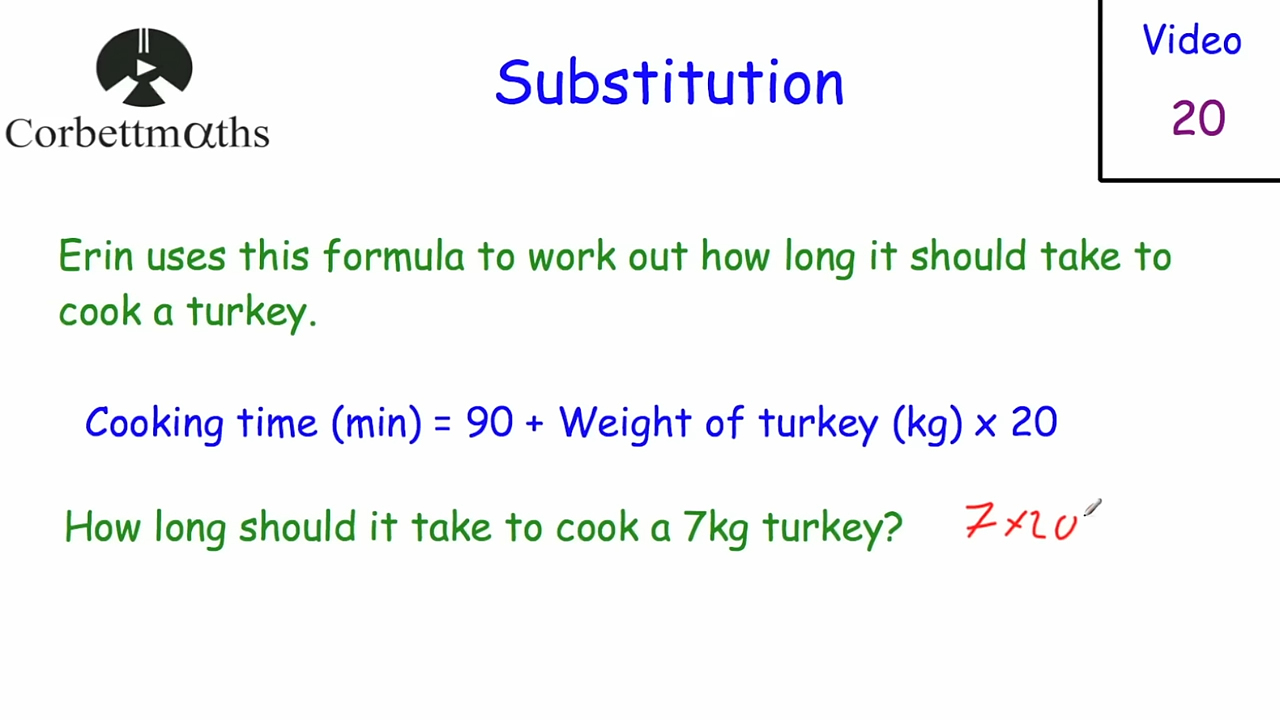 Corbettmαths
Substitution
Video
20
Erin uses this formula to work out how long it should take to
cook a turkey.
Cooking time (min) = 90 + Weight of turkey (kg) x 20
How long should it take to cook a 7kg turkey?
7 x 20